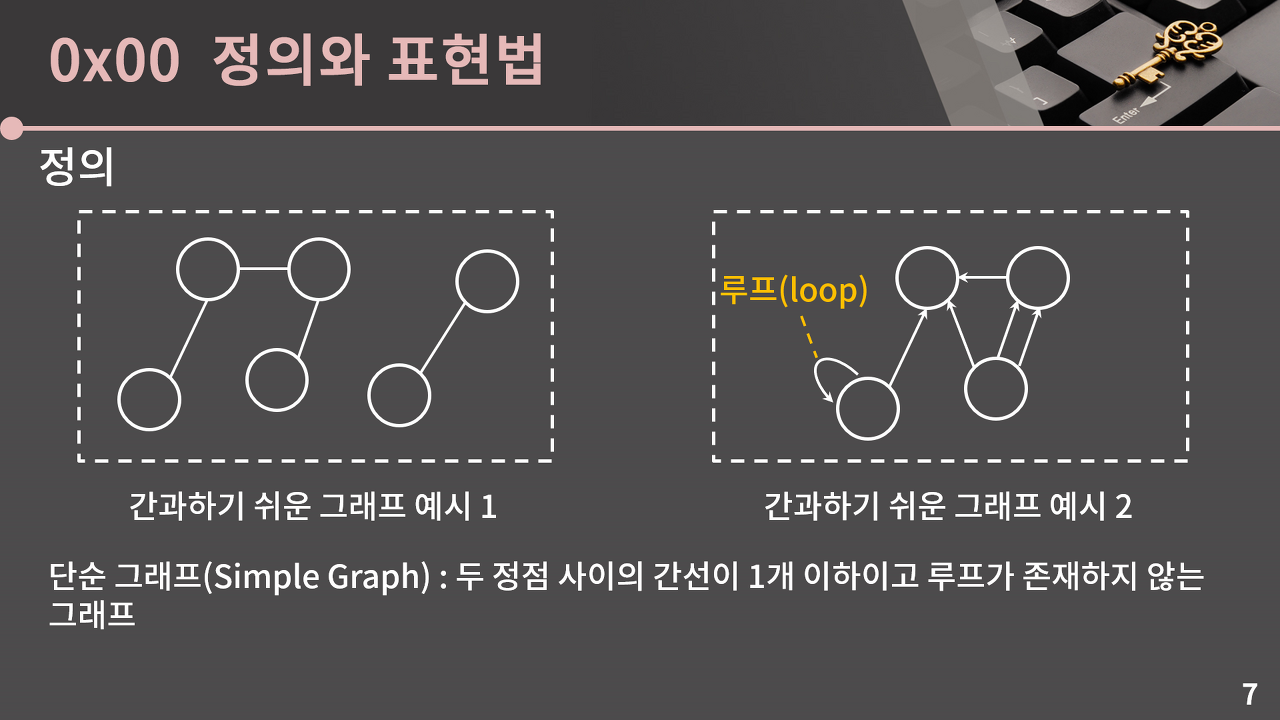 0x00 정의와 표현법
Enter
정의
루프(loop)
간과하기 쉬운 그래프 예시 1
간과하기 쉬운 그래프 예시 2
단순 그래프(Simple Graph) : 두 정점 사이의 간선이 1개 이하이고 루프가 존재하지 않는
그래프
7